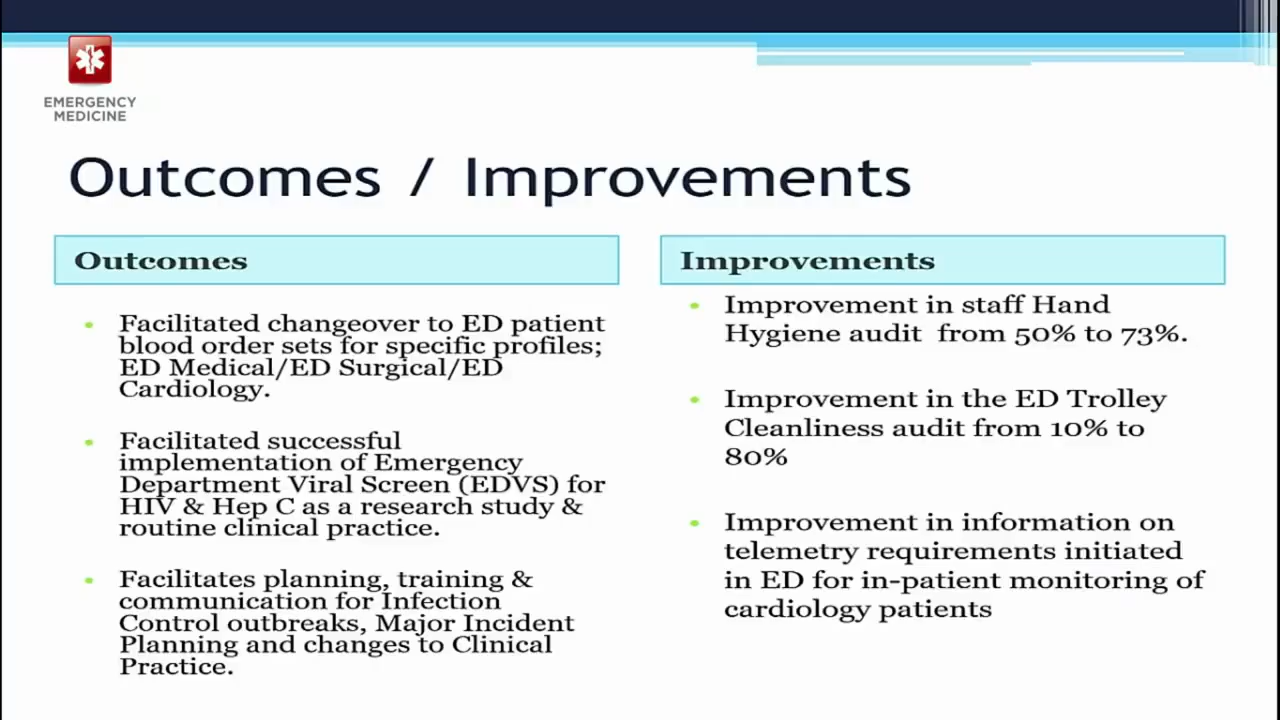 EMERGENCY
MEDICINE
Outcomes / Improvements
Outcomes
• Facilitated changeover to ED patient
blood order sets for specific profiles;
ED Medical/ED Surgical/ED
Cardiology.
• Facilitated successful
implementation of Emergency
Department Viral Screen (EDVS) for
HIV & Hep C as a research study &
routine clinical practice.
• Facilitates planning, training &
communication for Infection
Control outbreaks, Major Incident
Planning and changes to Clinical
Practice.
Improvements
• Improvement in staff Hand
Hygiene audit  from 50% to 73%.
• Improvement in the ED Trolley
Cleanliness audit from 10% to
80%
• Improvement in information on
telemetry requirements initiated
in ED for in-patient monitoring of
cardiology patients